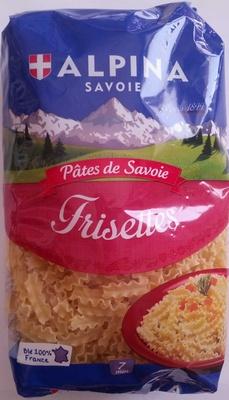 ALPINA
SAVOIE
Pâtes de Savoie
Frisettes
Blé 100%
France
7